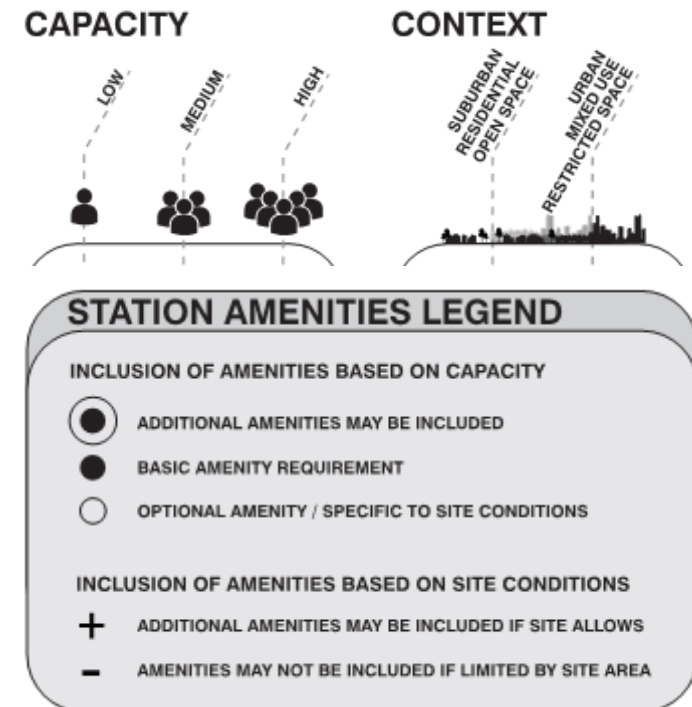 CAPACITY
CONTEXT
LOW
MEDIUM
HIGH
SUBURBAN
RESIDENTIAL
OPEN SPACE
URBAN
MIXED USE
RESTRICTED SPACE
STATION AMENITIES LEGEND
INCLUSION OF AMENITIES BASED ON CAPACITY
ADDITIONAL AMENITIES MAY BE INCLUDED
BASIC AMENITY REQUIREMENT
OPTIONAL AMENITY / SPECIFIC TO SITE CONDITIONS
INCLUSION OF AMENITIES BASED ON SITE CONDITIONS
+ ADDITIONAL AMENITIES MAY BE INCLUDED IF SITE ALLOWS
- AMENITIES MAY NOT BE INCLUDED IF LIMITED BY SITE AREA